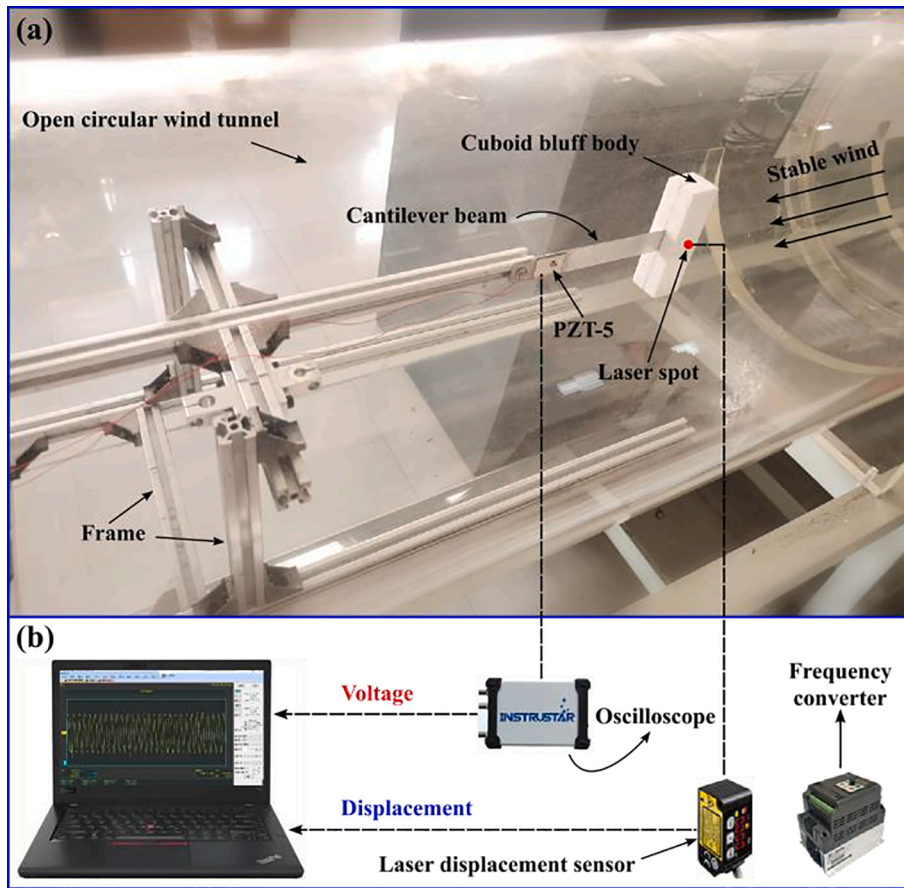 (a)
Open circular wind tunnel
Cuboid bluff body
Stable wind
Cantilever beam
PZT-5
Laser spot
Frame
(b)
Voltage
INSTRUSTAR
Oscilloscope
Frequency
converter
Displacement
Laser displacement sensor
ThinkPad